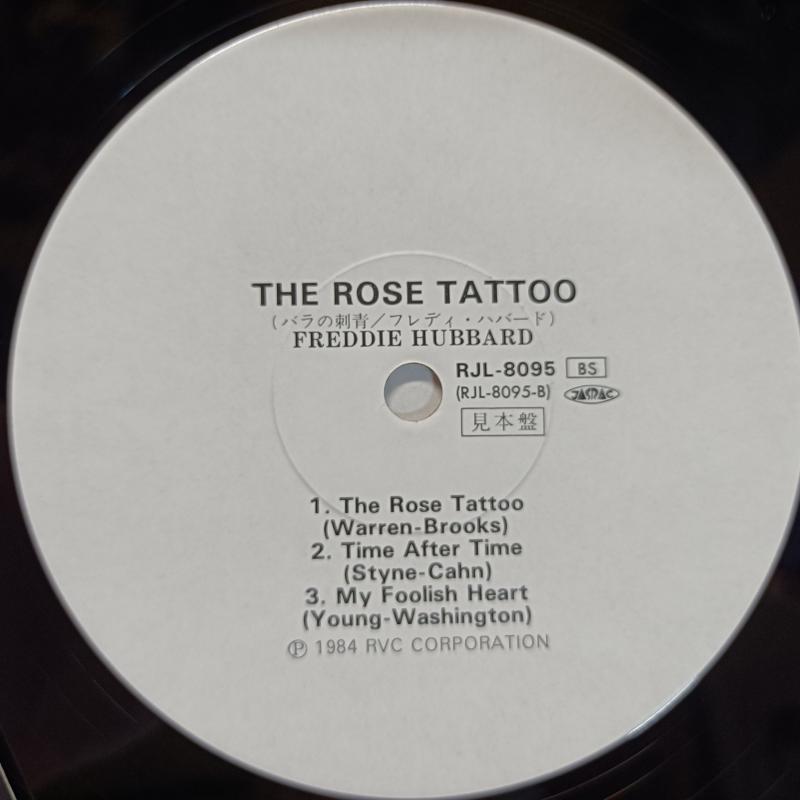 THE ROSE TATTOO
(バラの刺青／フレディ・ハバード)
FREDDIE HUBBARD
RJL-8095 BS
(RJL-8095-B) JASRAC
見本盤
1. The Rose Tattoo
(Warren-Brooks)
2. Time After Time
(Styne-Cahn)
3. My Foolish Heart
(Young-Washington)
Ⓟ 1984 RVC CORPORATION